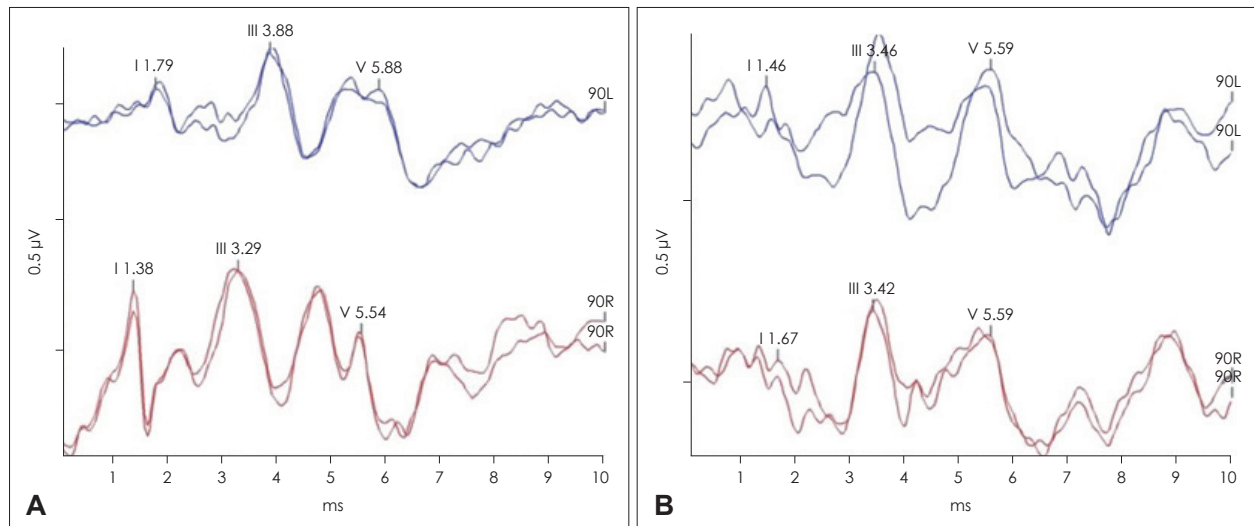 III 3.88
I 1.79
V 5.88
90L
0.5 µV
III 3.29
I 1.38
V 5.54
90R
90R
1 2 3 4 5 6 7 8 9 10
ms
A
III 3.46
V 5.59
I 1.46
90L
90L
0.5 µV
III 3.42
V 5.59
I 1.67
90R
90R
1 2 3 4 5 6 7 8 9 10
ms
B